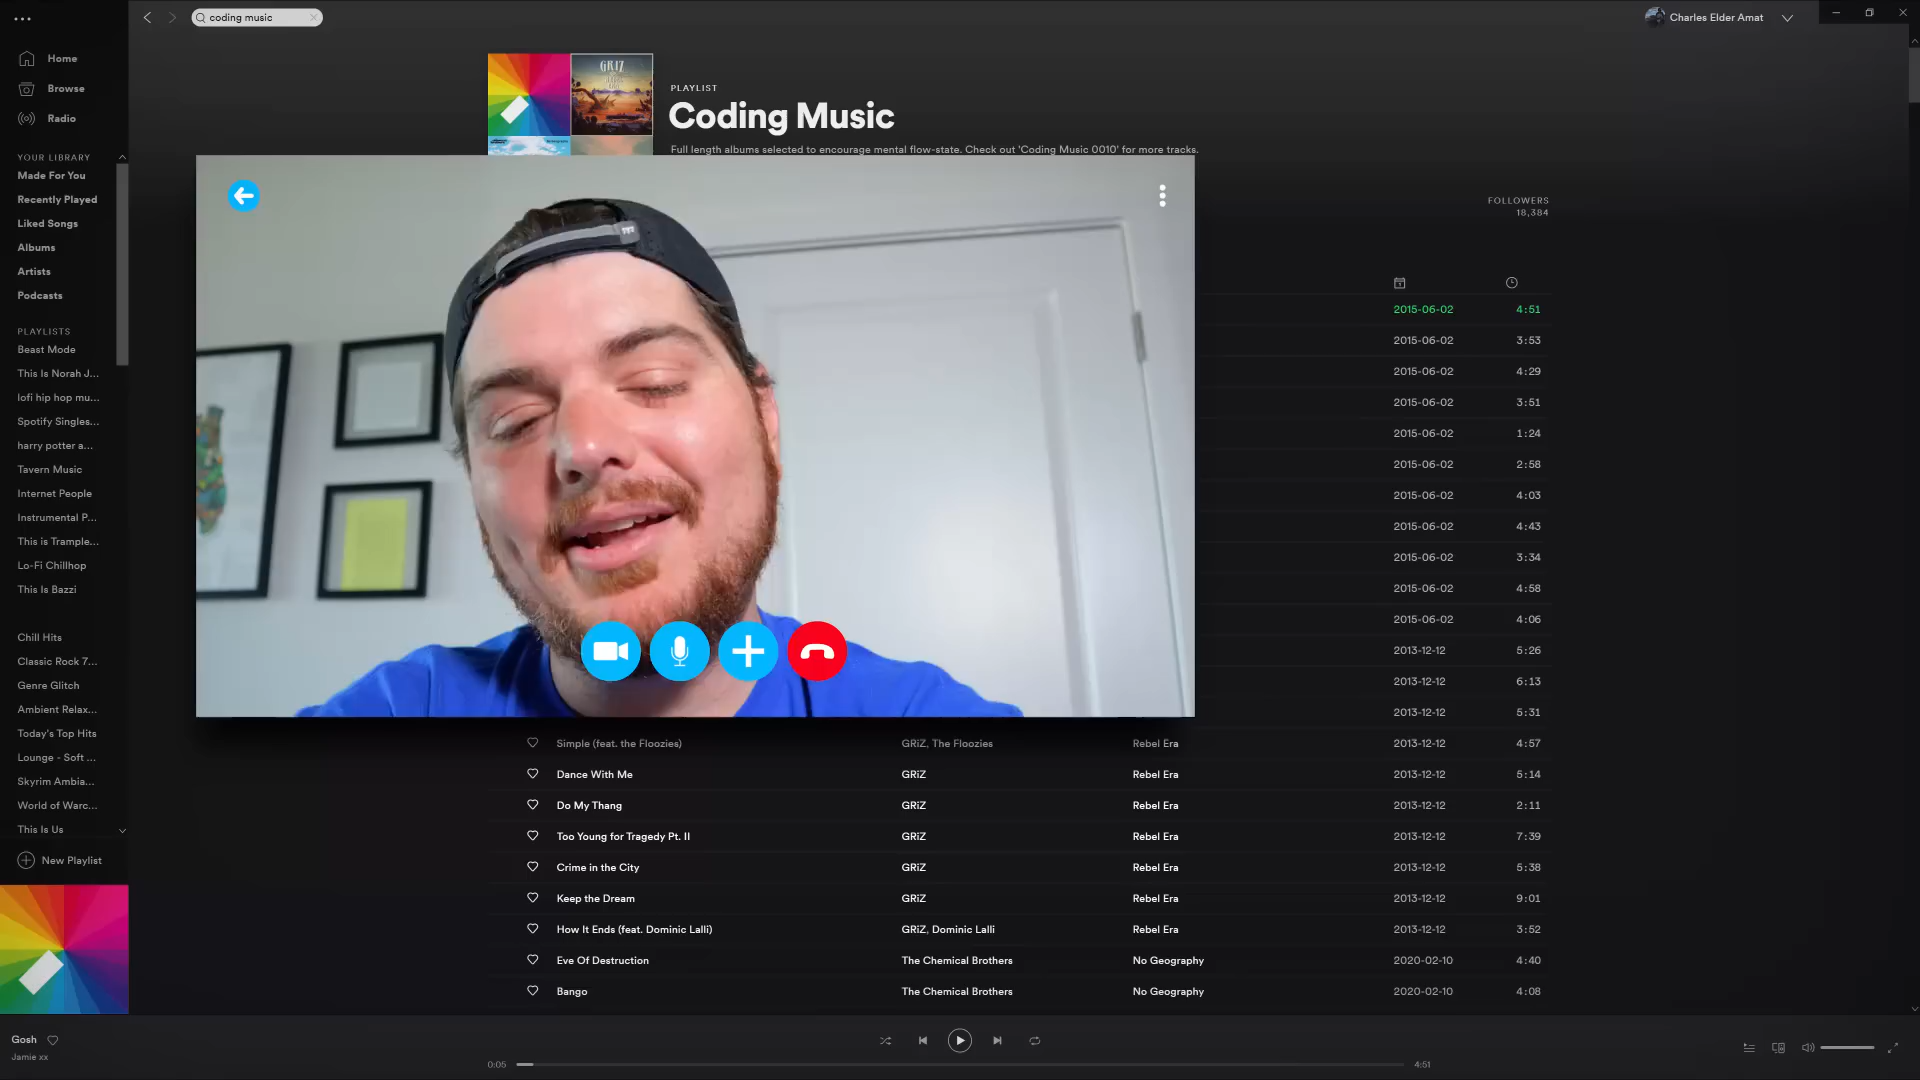 coding music
Charles Elder Amat
Home
Browse
Radio
YOUR LIBRARY
Made For You
Recently Played
Liked Songs
Albums
Artists
Podcasts
PLAYLISTS
Beast Mode
This Is Norah J...
lofi hip hop mu...
Spotify Singles...
harry potter a...
Tavern Music
Internet People
Instrumental P...
This is Trample...
Lo-Fi Chillhop
This Is Bazzi
Chill Hits
Classic Rock 7...
Genre Glitch
Ambient Relax...
Today's Top Hits
Lounge - Soft ...
Skyrim Ambia...
World of Warc...
This Is Us
New Playlist
GRiZ
PLAYLIST
Coding Music
Full length albums selected to encourage mental flow-state. Check out 'Coding Music 0010' for more tracks.
FOLLOWERS
18,384
2015-06-02 4:51
2015-06-02 3:53
2015-06-02 4:29
2015-06-02 3:51
2015-06-02 1:24
2015-06-02 2:58
2015-06-02 4:03
2015-06-02 4:43
2015-06-02 3:34
2015-06-02 4:58
2015-06-02 4:06
2013-12-12 5:26
2013-12-12 6:13
2013-12-12 5:31
Simple (feat. the Floozies) GRiZ, The Floozies Rebel Era 2013-12-12 4:57
Dance With Me GRiZ Rebel Era 2013-12-12 5:14
Do My Thang GRiZ Rebel Era 2013-12-12 2:11
Too Young for Tragedy Pt. II GRiZ Rebel Era 2013-12-12 7:39
Crime in the City GRiZ Rebel Era 2013-12-12 5:38
Keep the Dream GRiZ Rebel Era 2013-12-12 9:01
How It Ends (feat. Dominic Lalli) GRiZ, Dominic Lalli Rebel Era 2013-12-12 3:52
Eve Of Destruction The Chemical Brothers No Geography 2020-02-10 4:40
Bango The Chemical Brothers No Geography 2020-02-10 4:08
Gosh
Jamie xx
0:05
4:51